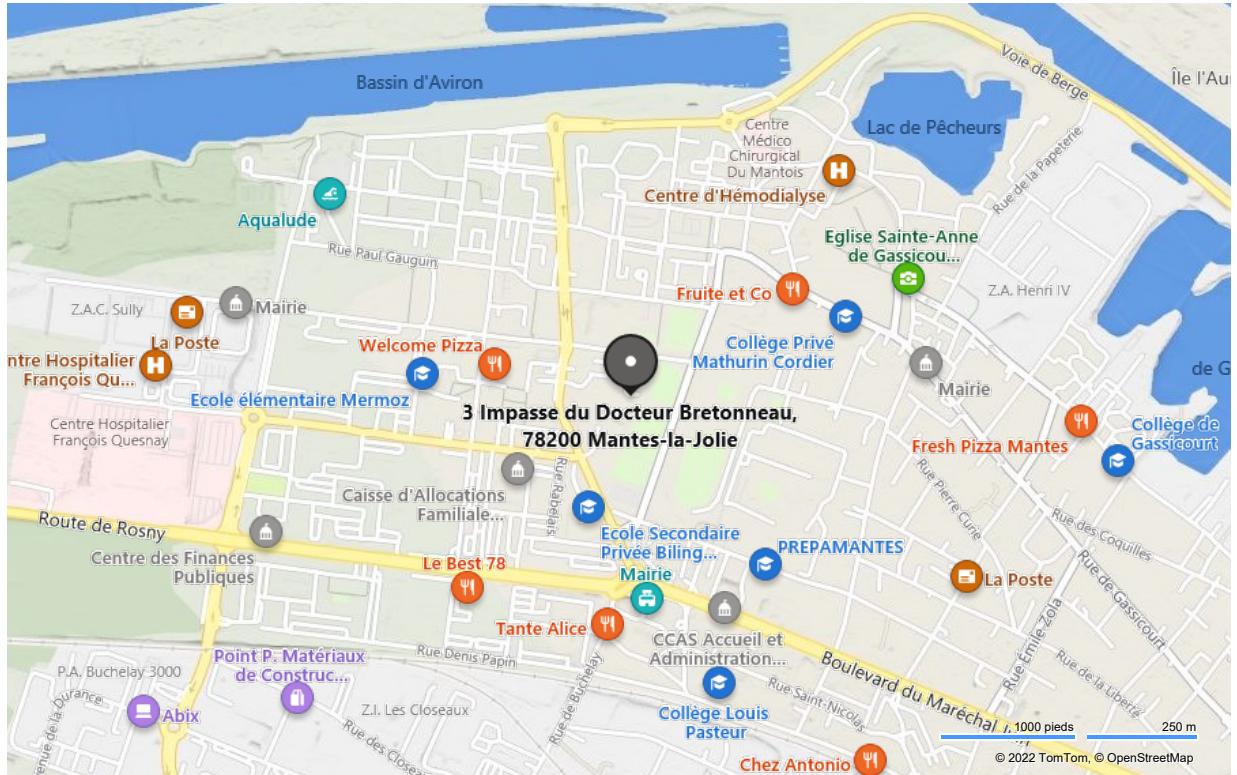 Voie de Berge
Île l'Au
Bassin d'Aviron
Lac de Pêcheurs
Centre
Médico
Chirurgical
Du Mantois
Rue de la Papeterie
Centre d'Hémodialyse
Aqualude
Rue Paul Gauguin
Eglise Sainte-Anne
de Gassicou...
Z.A. Henri IV
Fruite et Co
Z.A.C. Sully
Mairie
La Poste
Welcome Pizza
Collège Privé
Mathurin Cordier
ntre Hospitalier
François Qu...
de G
Mairie
Ecole élémentaire Mermoz
3 Impasse du Docteur Bretonneau,
78200 Mantes-la-Jolie
Centre Hospitalier
François Quesnay
Collège de
Gassicourt
Fresh Pizza Mantes
Rue Rabelais
Caisse d'Allocations
Familiale...
Rue Pierre Curie
Route de Rosny
Rue des Coquilles
Ecole Secondaire
Privée Biling...
PREPAMANTES
Centre des Finances
Publiques
Le Best 78
Mairie
La Poste
Rue de Gassicourt
Tante Alice
CCAS Accueil et
Administration...
Rue Émile Zola
Rue Denis Papin
Point P. Matériaux
de Construc...
P.A. Buchelay 3000
Boulevard du Maréchal
Rue de la Liberté
Rue de Buchelay
Rue Saint-Nicolas
enue de la Durance
Abix
Z.I. Les Closeaux
Collège Louis
Pasteur
Rue des Close
1000 pieds
250 m
Chez Antonio
© 2022 TomTom, © OpenStreetMap